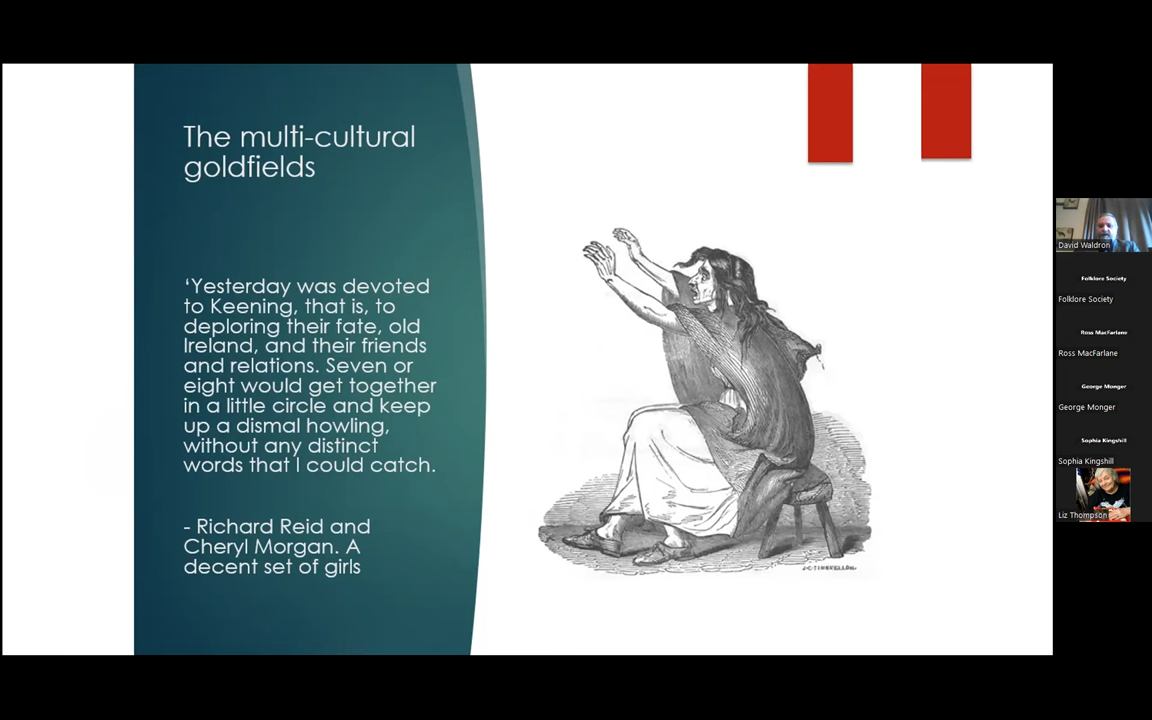 The multi-cultural
goldfields
‘Yesterday was devoted
to Keening, that is, to
deploring their fate, old
Ireland, and their friends
and relations. Seven or
eight would get together
in a little circle and keep
up a dismal howling,
without any distinct
words that I could catch.
- Richard Reid and
Cheryl Morgan. A
decent set of girls
David Waldron
Folklore Society
Folklore Society
Ross MacFarlane
Ross MacFarlane
George Monger
George Monger
Sophia Kingshill
Sophia Kingshill
Liz Thompson